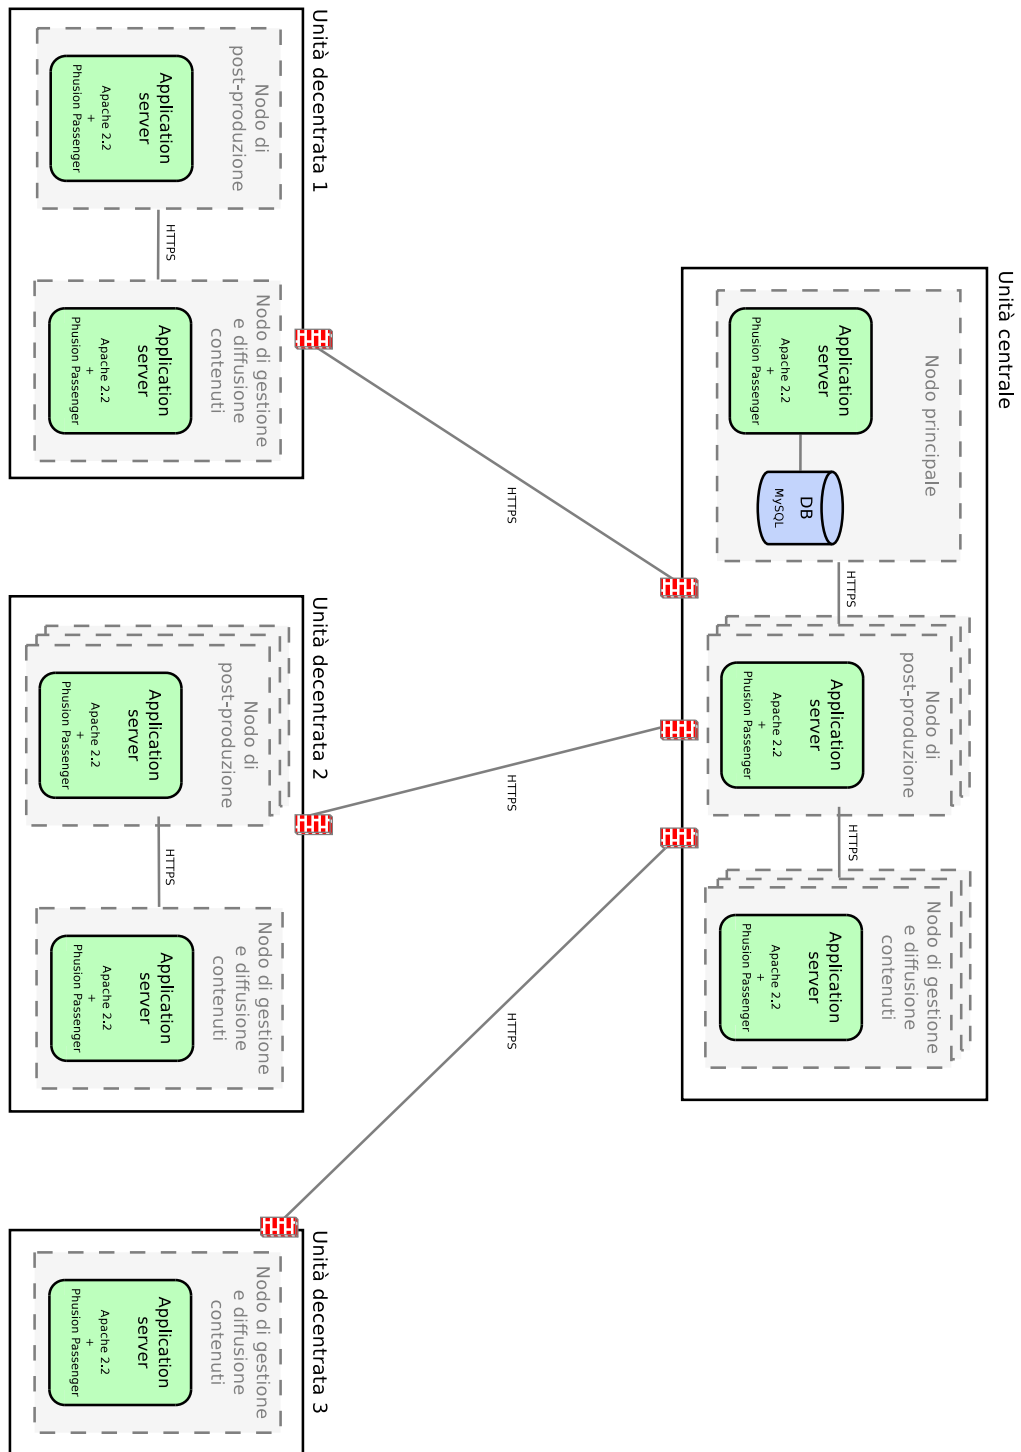 Unità centrale
Nodo principale
Application
server
Apache 2.2
+
Phusion Passenger
DB
MySQL
HTTPS
Nodo di
post-produzione
Application
server
Apache 2.2
+
Phusion Passenger
HTTPS
Nodo di gestione
e diffusione
contenuti
Application
server
Apache 2.2
+
Phusion Passenger
HTTPS
HTTPS
HTTPS
Unità decentrata 1
Nodo di
post-produzione
Application
server
Apache 2.2
+
Phusion Passenger
HTTPS
Nodo di gestione
e diffusione
contenuti
Application
server
Apache 2.2
+
Phusion Passenger
Unità decentrata 2
Nodo di
post-produzione
Application
server
Apache 2.2
+
Phusion Passenger
HTTPS
Nodo di gestione
e diffusione
contenuti
Application
server
Apache 2.2
+
Phusion Passenger
Unità decentrata 3
Nodo di gestione
e diffusione
contenuti
Application
server
Apache 2.2
+
Phusion Passenger